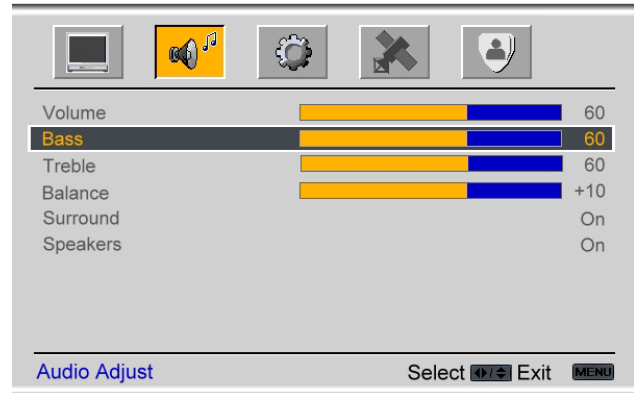 Volume 60
Bass 60
Treble 60
Balance +10
Surround On
Speakers On
Audio Adjust Select Exit MENU